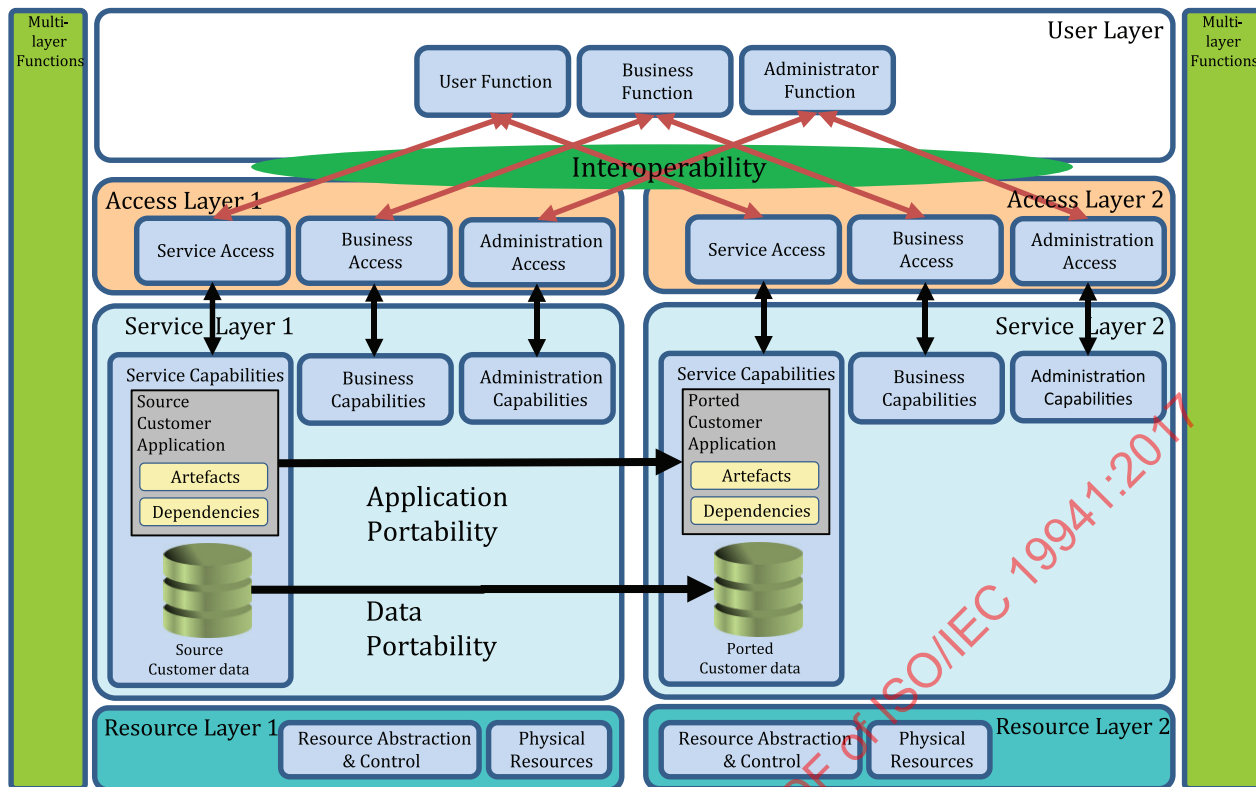 Multi-
layer
Functions
User Layer
Multi-
layer
Functions
User Function
Business
Function
Administrator
Function
Interoperability
Access Layer 1
Service Access
Business
Access
Administration
Access
Access Layer 2
Service Access
Business
Access
Administration
Access
Service Layer 1
Service Capabilities
Source
Customer
Application
Artefacts
Dependencies
Business
Capabilities
Administration
Capabilities
Application
Portability
Source
Customer data
Data
Portability
Service Layer 2
Service Capabilities
Ported
Customer
Application
Artefacts
Dependencies
Business
Capabilities
Administration
Capabilities
Ported
Customer data
Resource Layer 1
Resource Abstraction
& Control
Physical
Resources
Resource Layer 2
Resource Abstraction
& Control
Physical
Resources
of ISO/IEC 19941:2017